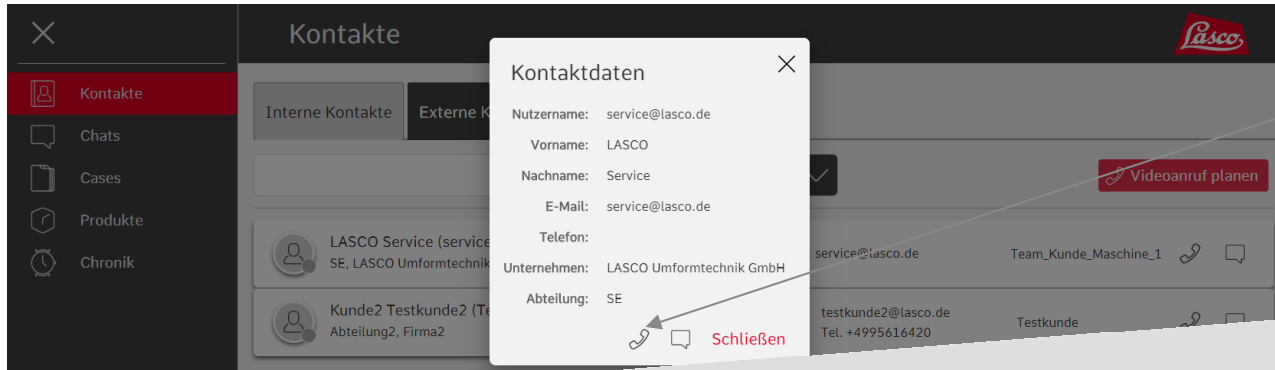 Kontakte
Lasco
Kontakte
Chats
Cases
Produkte
Chronik
Interne Kontakte
Externe K
Videoanruf planen
LASCO Service (service
SE, LASCO Umformtechnik
service@lasco.de
Team_Kunde_Maschine_1
Kunde2 Testkunde2 (Te
Abteilung2, Firma2
testkunde2@lasco.de
Tel. +4995616420
Testkunde
Kontaktdaten
Nutzername: service@lasco.de
Vorname: LASCO
Nachname: Service
E-Mail: service@lasco.de
Telefon:
Unternehmen: LASCO Umformtechnik GmbH
Abteilung: SE
Schließen